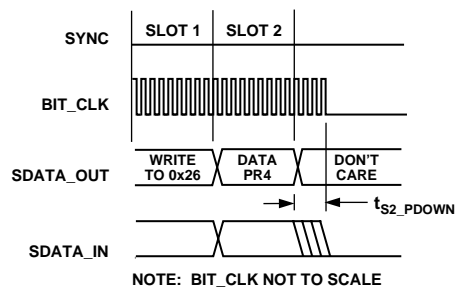 SLOT 1 SLOT 2
SYNC
BIT_CLK
WRITE TO 0x26
DATA PR4
DON'T CARE
SDATA_OUT
tS2_PDOWN
SDATA_IN
NOTE: BIT_CLK NOT TO SCALE